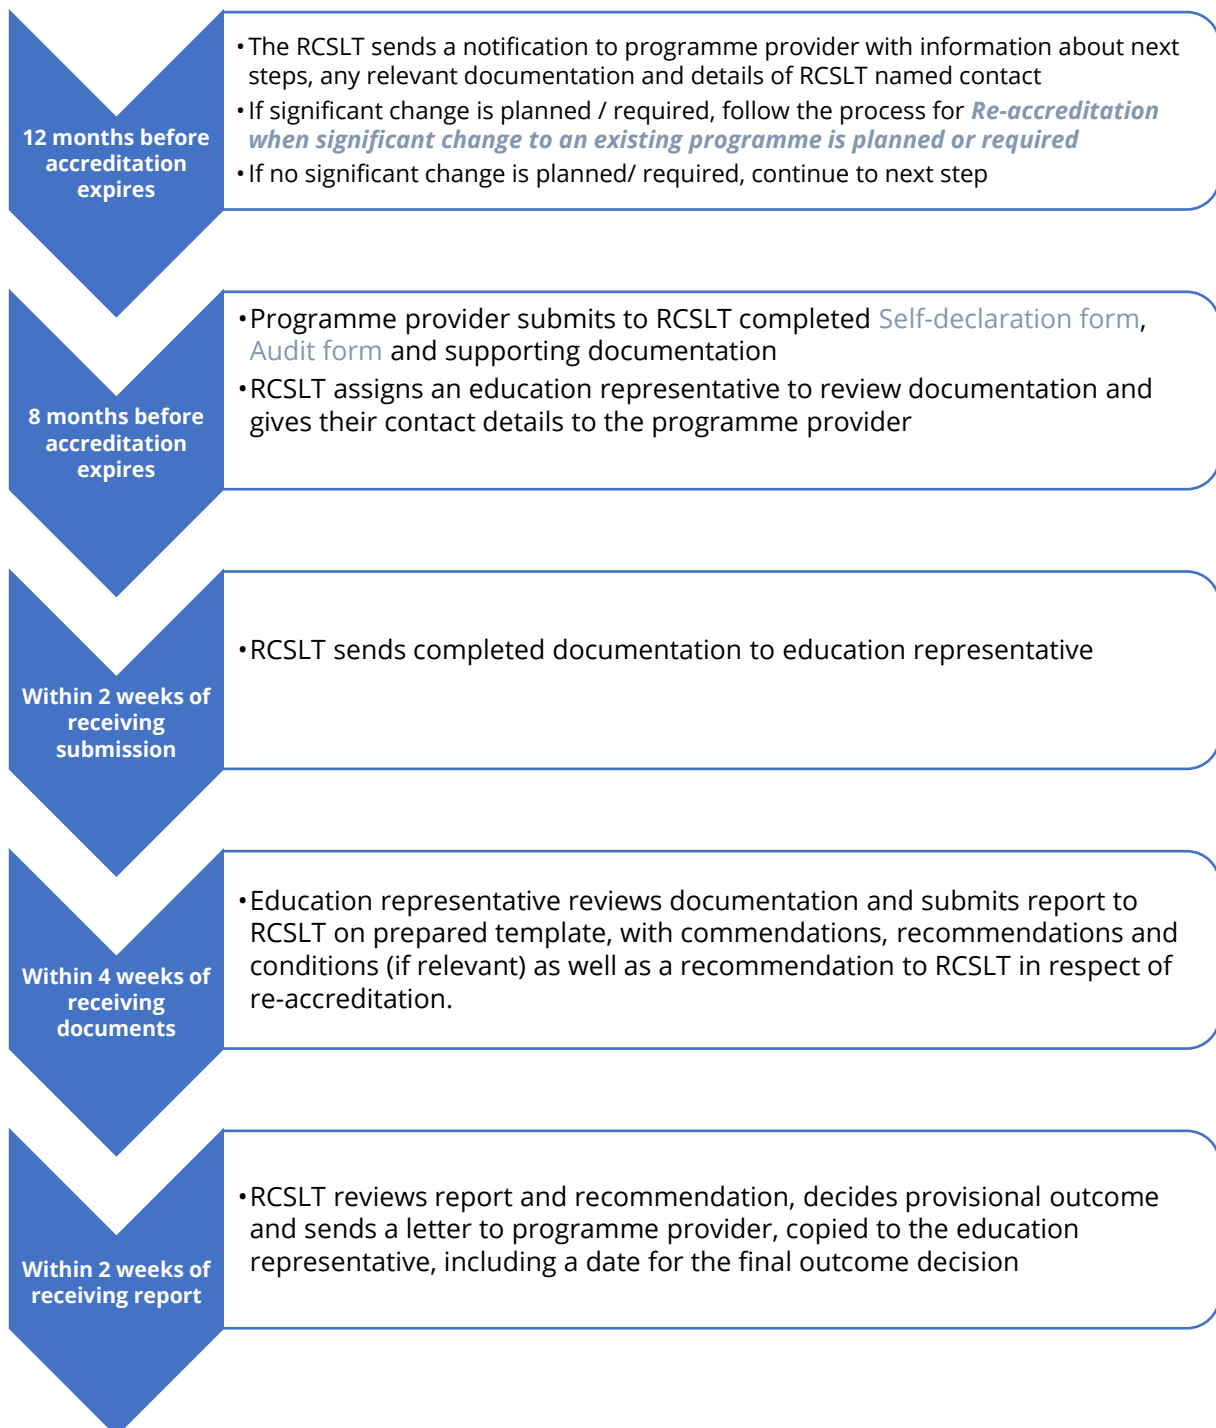 12 months before
accreditation
expires
•The RCSLT sends a notification to programme provider with information about next
steps, any relevant documentation and details of RCSLT named contact
•If significant change is planned / required, follow the process for Re-accreditation
when significant change to an existing programme is planned or required
•If no significant change is planned/ required, continue to next step
8 months before
accreditation
expires
•Programme provider submits to RCSLT completed Self-declaration form,
Audit form and supporting documentation
•RCSLT assigns an education representative to review documentation and
gives their contact details to the programme provider
Within 2 weeks of
receiving
submission
•RCSLT sends completed documentation to education representative
Within 4 weeks of
receiving
documents
•Education representative reviews documentation and submits report to
RCSLT on prepared template, with commendations, recommendations and
conditions (if relevant) as well as a recommendation to RCSLT in respect of
re-accreditation.
Within 2 weeks of
receiving report
•RCSLT reviews report and recommendation, decides provisional outcome
and sends a letter to programme provider, copied to the education
representative, including a date for the final outcome decision